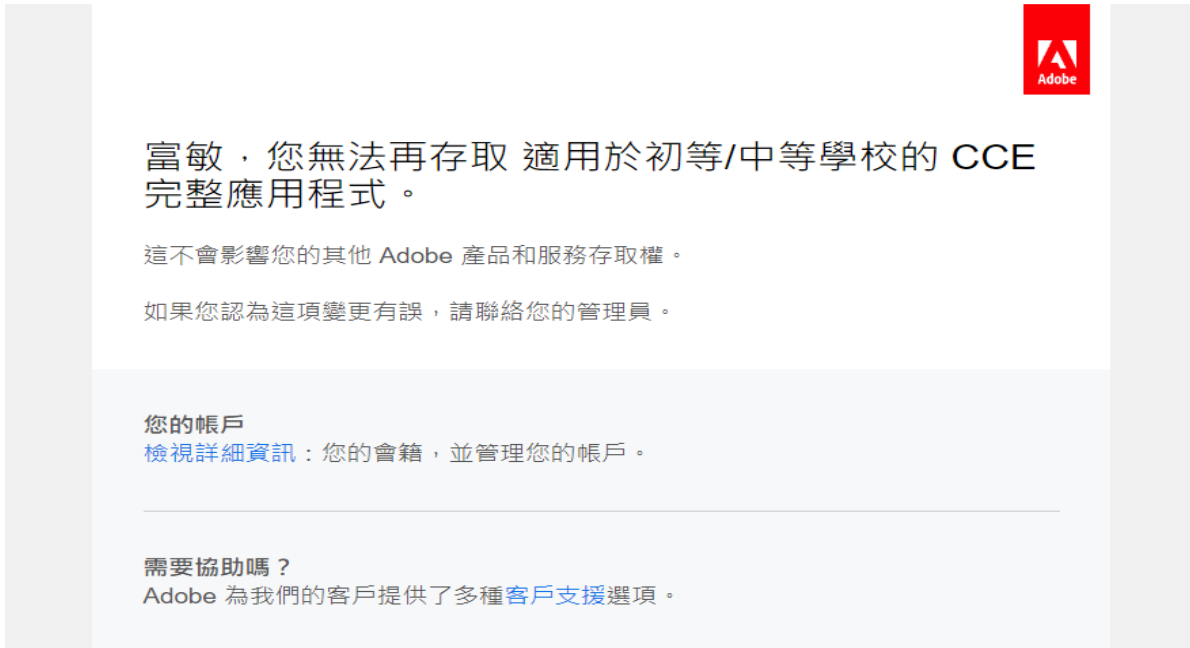 Adobe
富敏，您無法再存取 適用於初等/中等學校的 CCE
完整應用程式。
這不會影響您的其他 Adobe 產品和服務存取權。
如果您認為這項變更有誤，請聯絡您的管理員。
您的帳戶
檢視詳細資訊：您的會籍，並管理您的帳戶。
需要協助嗎？
Adobe 為我們的客戶提供了多種客戶支援選項。